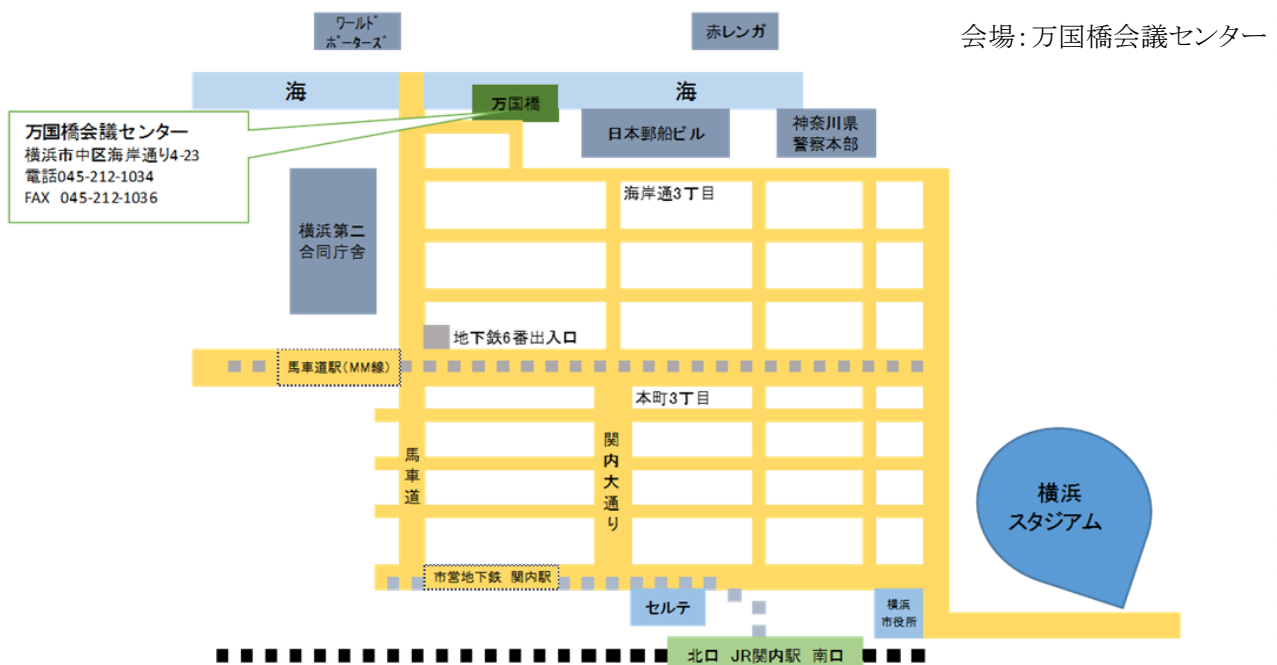 ワールド
ポーターズ
赤レンガ
会場：万国橋会議センター
海
万国橋
海
万国橋会議センター
横浜市中区海岸通り4-23
電話045-212-1034
FAX 045-212-1036
日本郵船ビル
神奈川県
警察本部
海岸通3丁目
横浜第二
合同庁舎
地下鉄6番出入口
馬車道駅（MM線）
本町3丁目
馬車道
関内大通り
横浜
スタジアム
市営地下鉄 関内駅
セルテ
横浜
市役所
北口 JR関内駅 南口